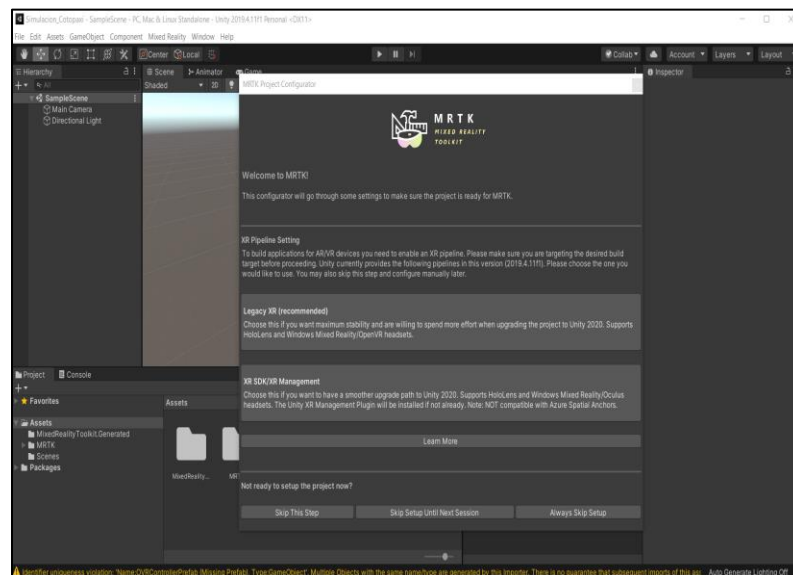 Simulacion_Cotopaxi - SampleScene - PC, Mac & Linux Standalone - Unity 2019.4.11f1 Personal <DX11>
File Edit Assets GameObject Component Mixed Reality Window Help
Center Local
Collab Account Layers Layout
Hierarchy
Scene Animator Game
Inspector
All
Shaded 2D
SampleScene
Main Camera
Directional Light
MRTK Project Configurator
MRTK
MIXED REALITY
TOOLKIT
Welcome to MRTK!
This configurator will go through some settings to make sure the project is ready for MRTK.
XR Pipeline Setting
To build applications for AR/VR devices you need to enable an XR pipeline. Please make sure you are targeting the desired build
target before proceeding. Unity currently provides the following pipelines in this version (2019.4.11f1). Please choose the one you
would like to use. You may also skip this step and configure manually later.
Legacy XR (recommended)
Choose this if you want maximum stability and are willing to spend more effort when upgrading the project to Unity 2020. Supports
HoloLens and Windows Mixed Reality/OpenVR headsets.
XR SDK/XR Management
Choose this if you want to have a smoother upgrade path to Unity 2020. Supports HoloLens and Windows Mixed Reality/Oculus
headsets. The Unity XR Management Plugin will be installed if not already. Note: NOT compatible with Azure Spatial Anchors.
Learn More
Not ready to setup the project now?
Skip This Step Skip Setup Until Next Session Always Skip Setup
Project Console
Favorites
Assets
MixedRealityToolkit.Generated
MRTK
Scenes
Packages
Assets
MixedReality... MR
Identifier uniqueness violation: 'Name:OVRControllerPrefab (Missing Prefab), Type:GameObject'. Multiple Objects with the same name/type are generated by this Importer. There is no guarantee that subsequent imports of this ass Auto Generate Lighting Off